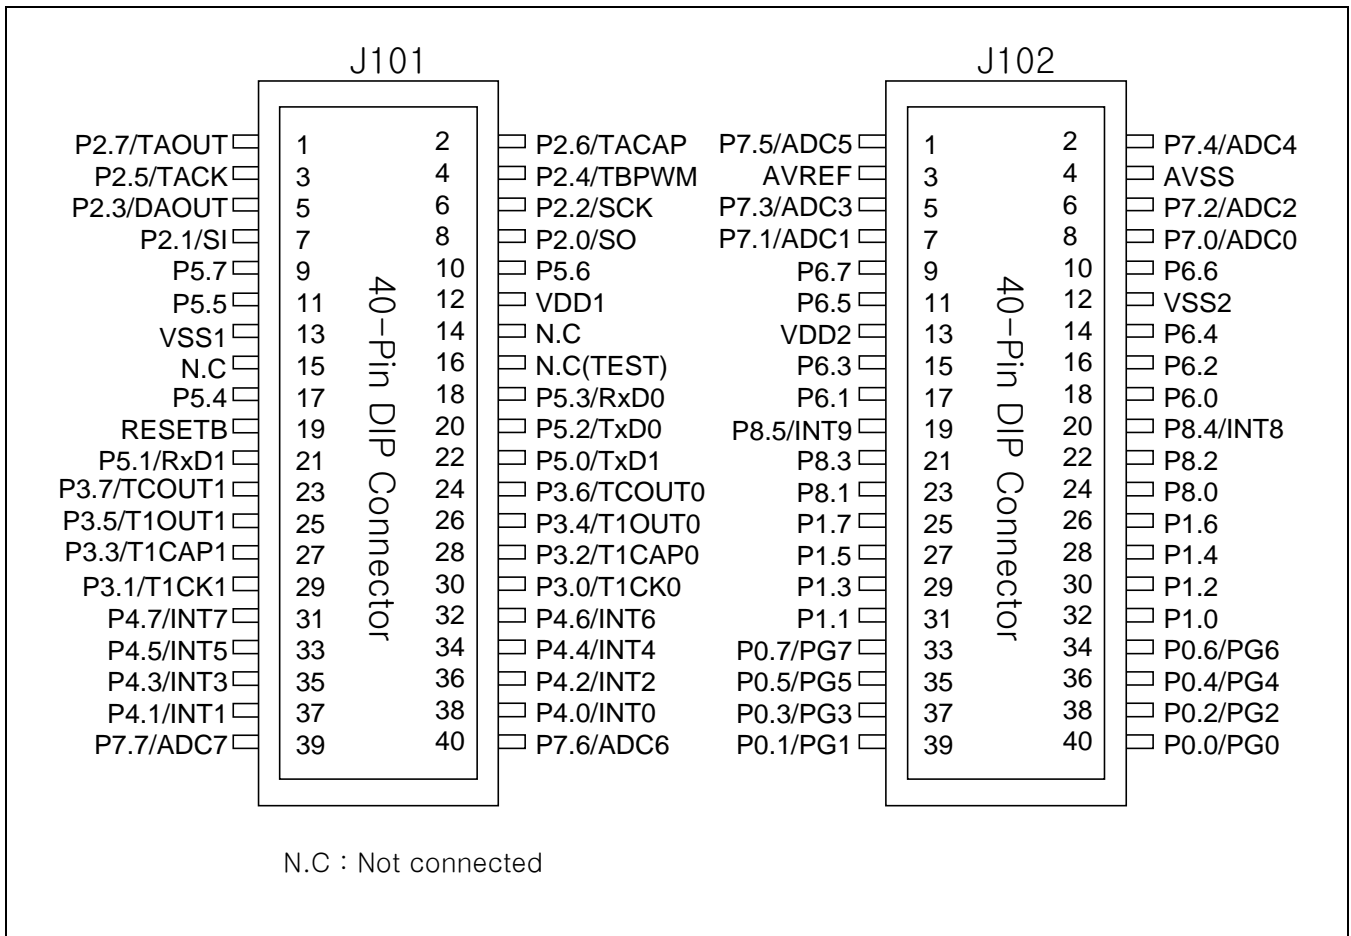 J101 J102
P2.7/TAOUT 1 2 P2.6/TACAP P7.5/ADC5 1 2 P7.4/ADC4
P2.5/TACK 3 4 P2.4/TBPWM AVREF 3 4 AVSS
P2.3/DAOUT 5 6 P2.2/SCK P7.3/ADC3 5 6 P7.2/ADC2
P2.1/SI 7 8 P2.0/SO P7.1/ADC1 7 8 P7.0/ADC0
P5.7 9 10 P5.6 P6.7 9 10 P6.6
P5.5 11 12 VDD1 P6.5 11 12 VSS2
VSS1 13 14 N.C VDD2 13 14 P6.4
N.C 15 16 N.C(TEST) P6.3 15 16 P6.2
P5.4 17 18 P5.3/RxD0 P6.1 17 18 P6.0
RESETB 19 20 P5.2/TxD0 P8.5/INT9 19 20 P8.4/INT8
P5.1/RxD1 21 22 P5.0/TxD1 P8.3 21 22 P8.2
P3.7/TCOUT1 23 24 P3.6/TCOUT0 P8.1 23 24 P8.0
P3.5/T1OUT1 25 26 P3.4/T1OUT0 P1.7 25 26 P1.6
P3.3/T1CAP1 27 28 P3.2/T1CAP0 P1.5 27 28 P1.4
P3.1/T1CK1 29 30 P3.0/T1CK0 P1.3 29 30 P1.2
P4.7/INT7 31 32 P4.6/INT6 P1.1 31 32 P1.0
P4.5/INT5 33 34 P4.4/INT4 P0.7/PG7 33 34 P0.6/PG6
P4.3/INT3 35 36 P4.2/INT2 P0.5/PG5 35 36 P0.4/PG4
P4.1/INT1 37 38 P4.0/INT0 P0.3/PG3 37 38 P0.2/PG2
P7.7/ADC7 39 40 P7.6/ADC6 P0.1/PG1 39 40 P0.0/PG0
40-Pin DIP Connector
40-Pin DIP Connector
N.C : Not connected